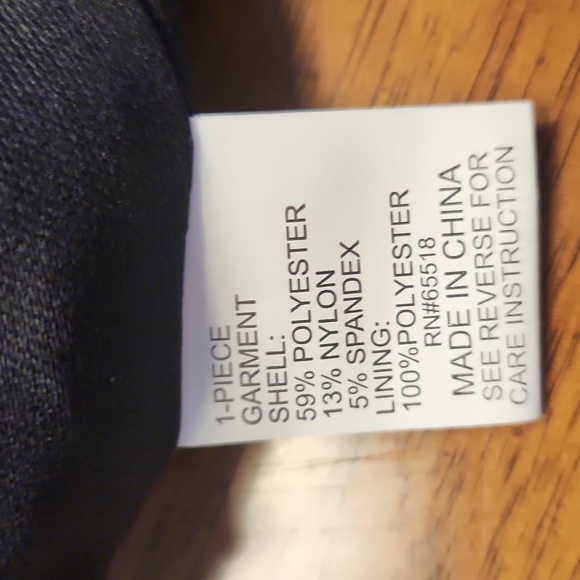 1-PIECE
GARMENT
SHELL:
59% POLYESTER
13% NYLON
5% SPANDEX
LINING:
100%POLYESTER
RN#65518
MADE IN CHINA
SEE REVERSE FOR
CARE INSTRUCTION